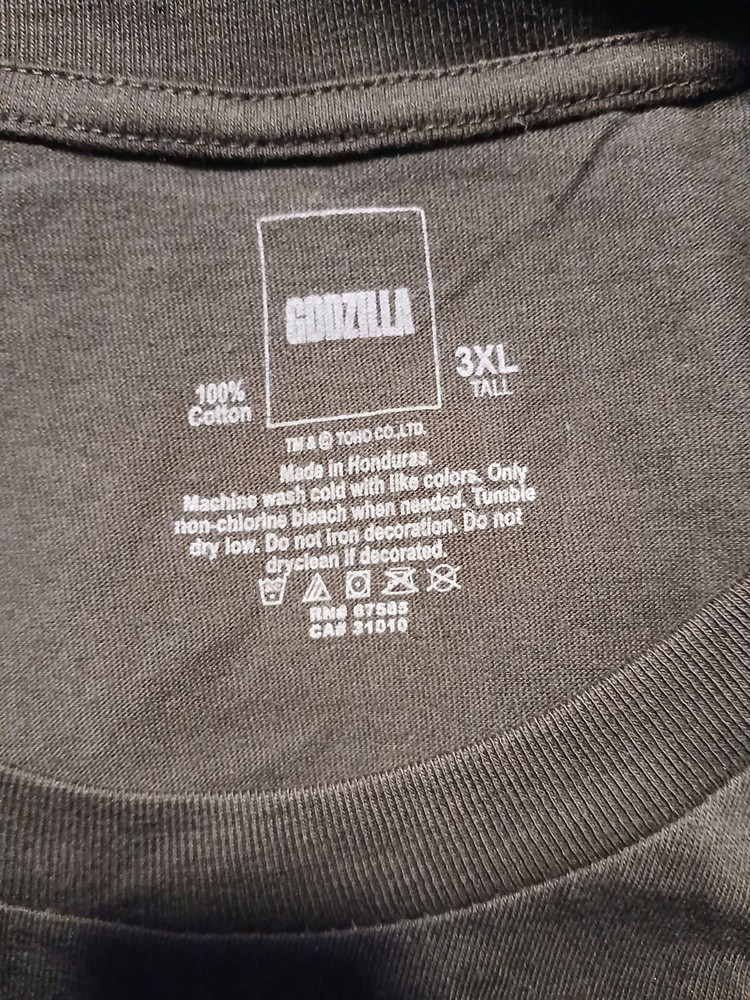 GODZILLA
3XL
TALL
100%
Cotton
TM & © TOHO CO., LTD.
Made in Honduras.
Machine wash cold with like colors. Only
non-chlorine bleach when needed. Tumble
dry low. Do not iron decoration. Do not
dryclean if decorated.
RN# 67585
CA# 31010